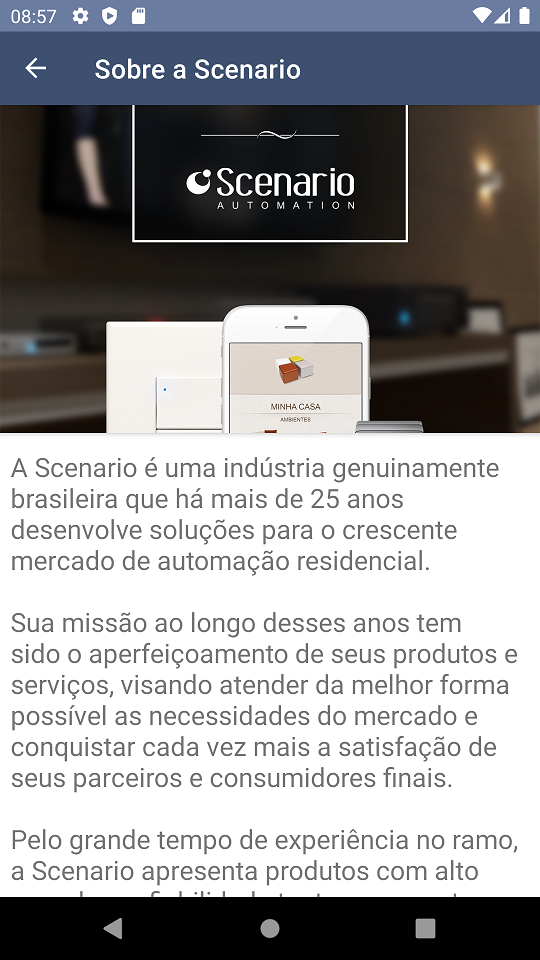 08:57
Sobre a Scenario
Scenario
AUTOMATION
MINHA CASA
AMBIENTES
A Scenario é uma indústria genuinamente
brasileira que há mais de 25 anos
desenvolve soluções para o crescente
mercado de automação residencial.
Sua missão ao longo desses anos tem
sido o aperfeiçoamento de seus produtos e
serviços, visando atender da melhor forma
possível as necessidades do mercado e
conquistar cada vez mais a satisfação de
seus parceiros e consumidores finais.
Pelo grande tempo de experiência no ramo,
a Scenario apresenta produtos com alto